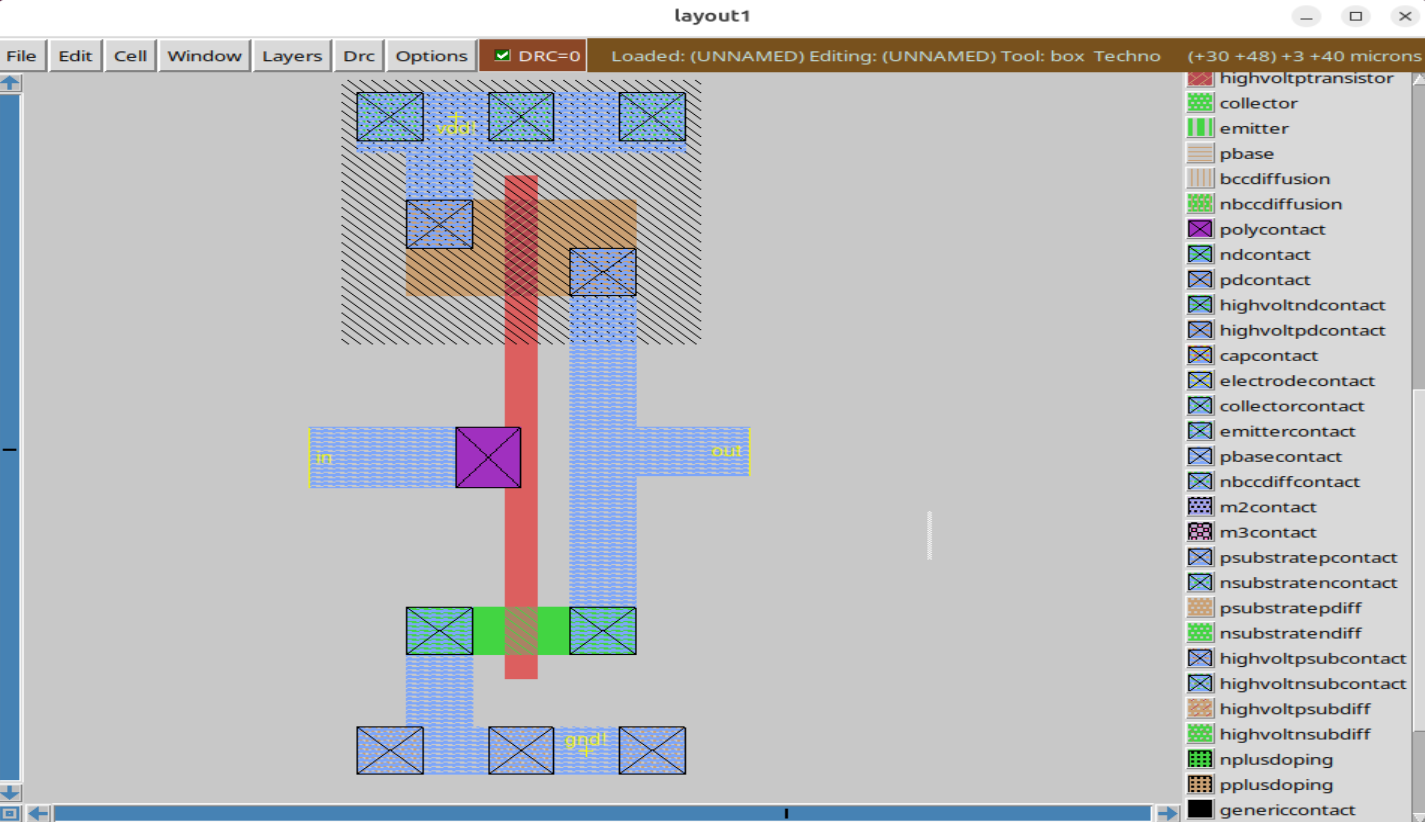 layout1
File Edit Cell Window Layers Drc Options DRC=0 Loaded: (UNNAMED) Editing: (UNNAMED) Tool: box Techno (+30 +48) +3 +40 microns
vdd!
in
out
gnd!
highvoltptransistor
collector
emitter
pbase
bccdiffusion
nbccdiffusion
polycontact
ndcontact
pdcontact
highvoltndcontact
highvoltpdcontact
capcontact
electrodecontact
collectorcontact
emittercontact
pbasecontact
nbccdiffcontact
m2contact
m3contact
psubstratepcontact
nsubstratencontact
psubstratepdiff
nsubstratendiff
highvoltpsubcontact
highvoltnsubcontact
highvoltpsubdiff
highvoltnsubdiff
nplusdoping
pplusdoping
genericcontact